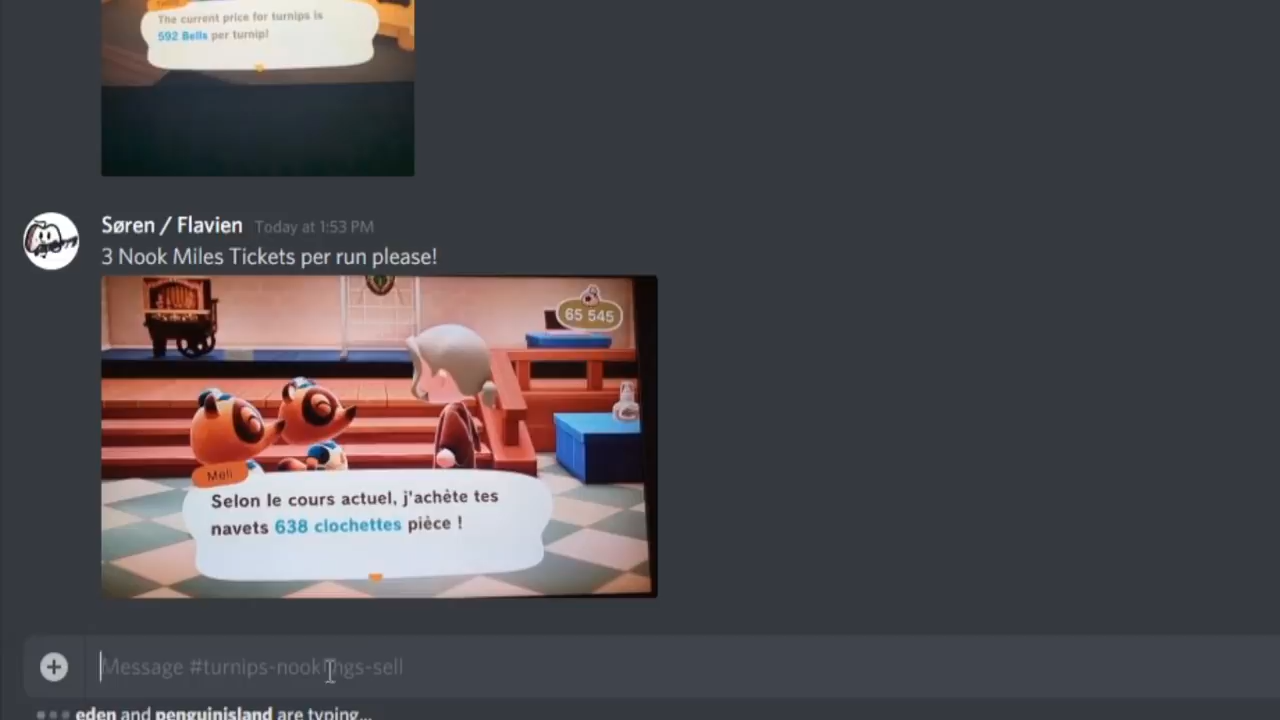 The current price for turnips is
592 Bells per turnip!
Søren / Flavien Today at 1:53 PM
3 Nook Miles Tickets per run please!
65 545
Méli
Selon le cours actuel, j'achète tes
navets 638 clochettes pièce !
Message #turnips-nooklings-sell
eden and penguinisland are typing...